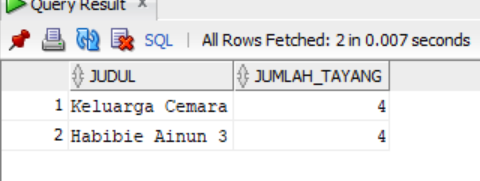 Query Result
SQL | All Rows Fetched: 2 in 0.007 seconds
JUDUL JUMLAH_TAYANG
1 Keluarga Cemara 4
2 Habibie Ainun 3 4